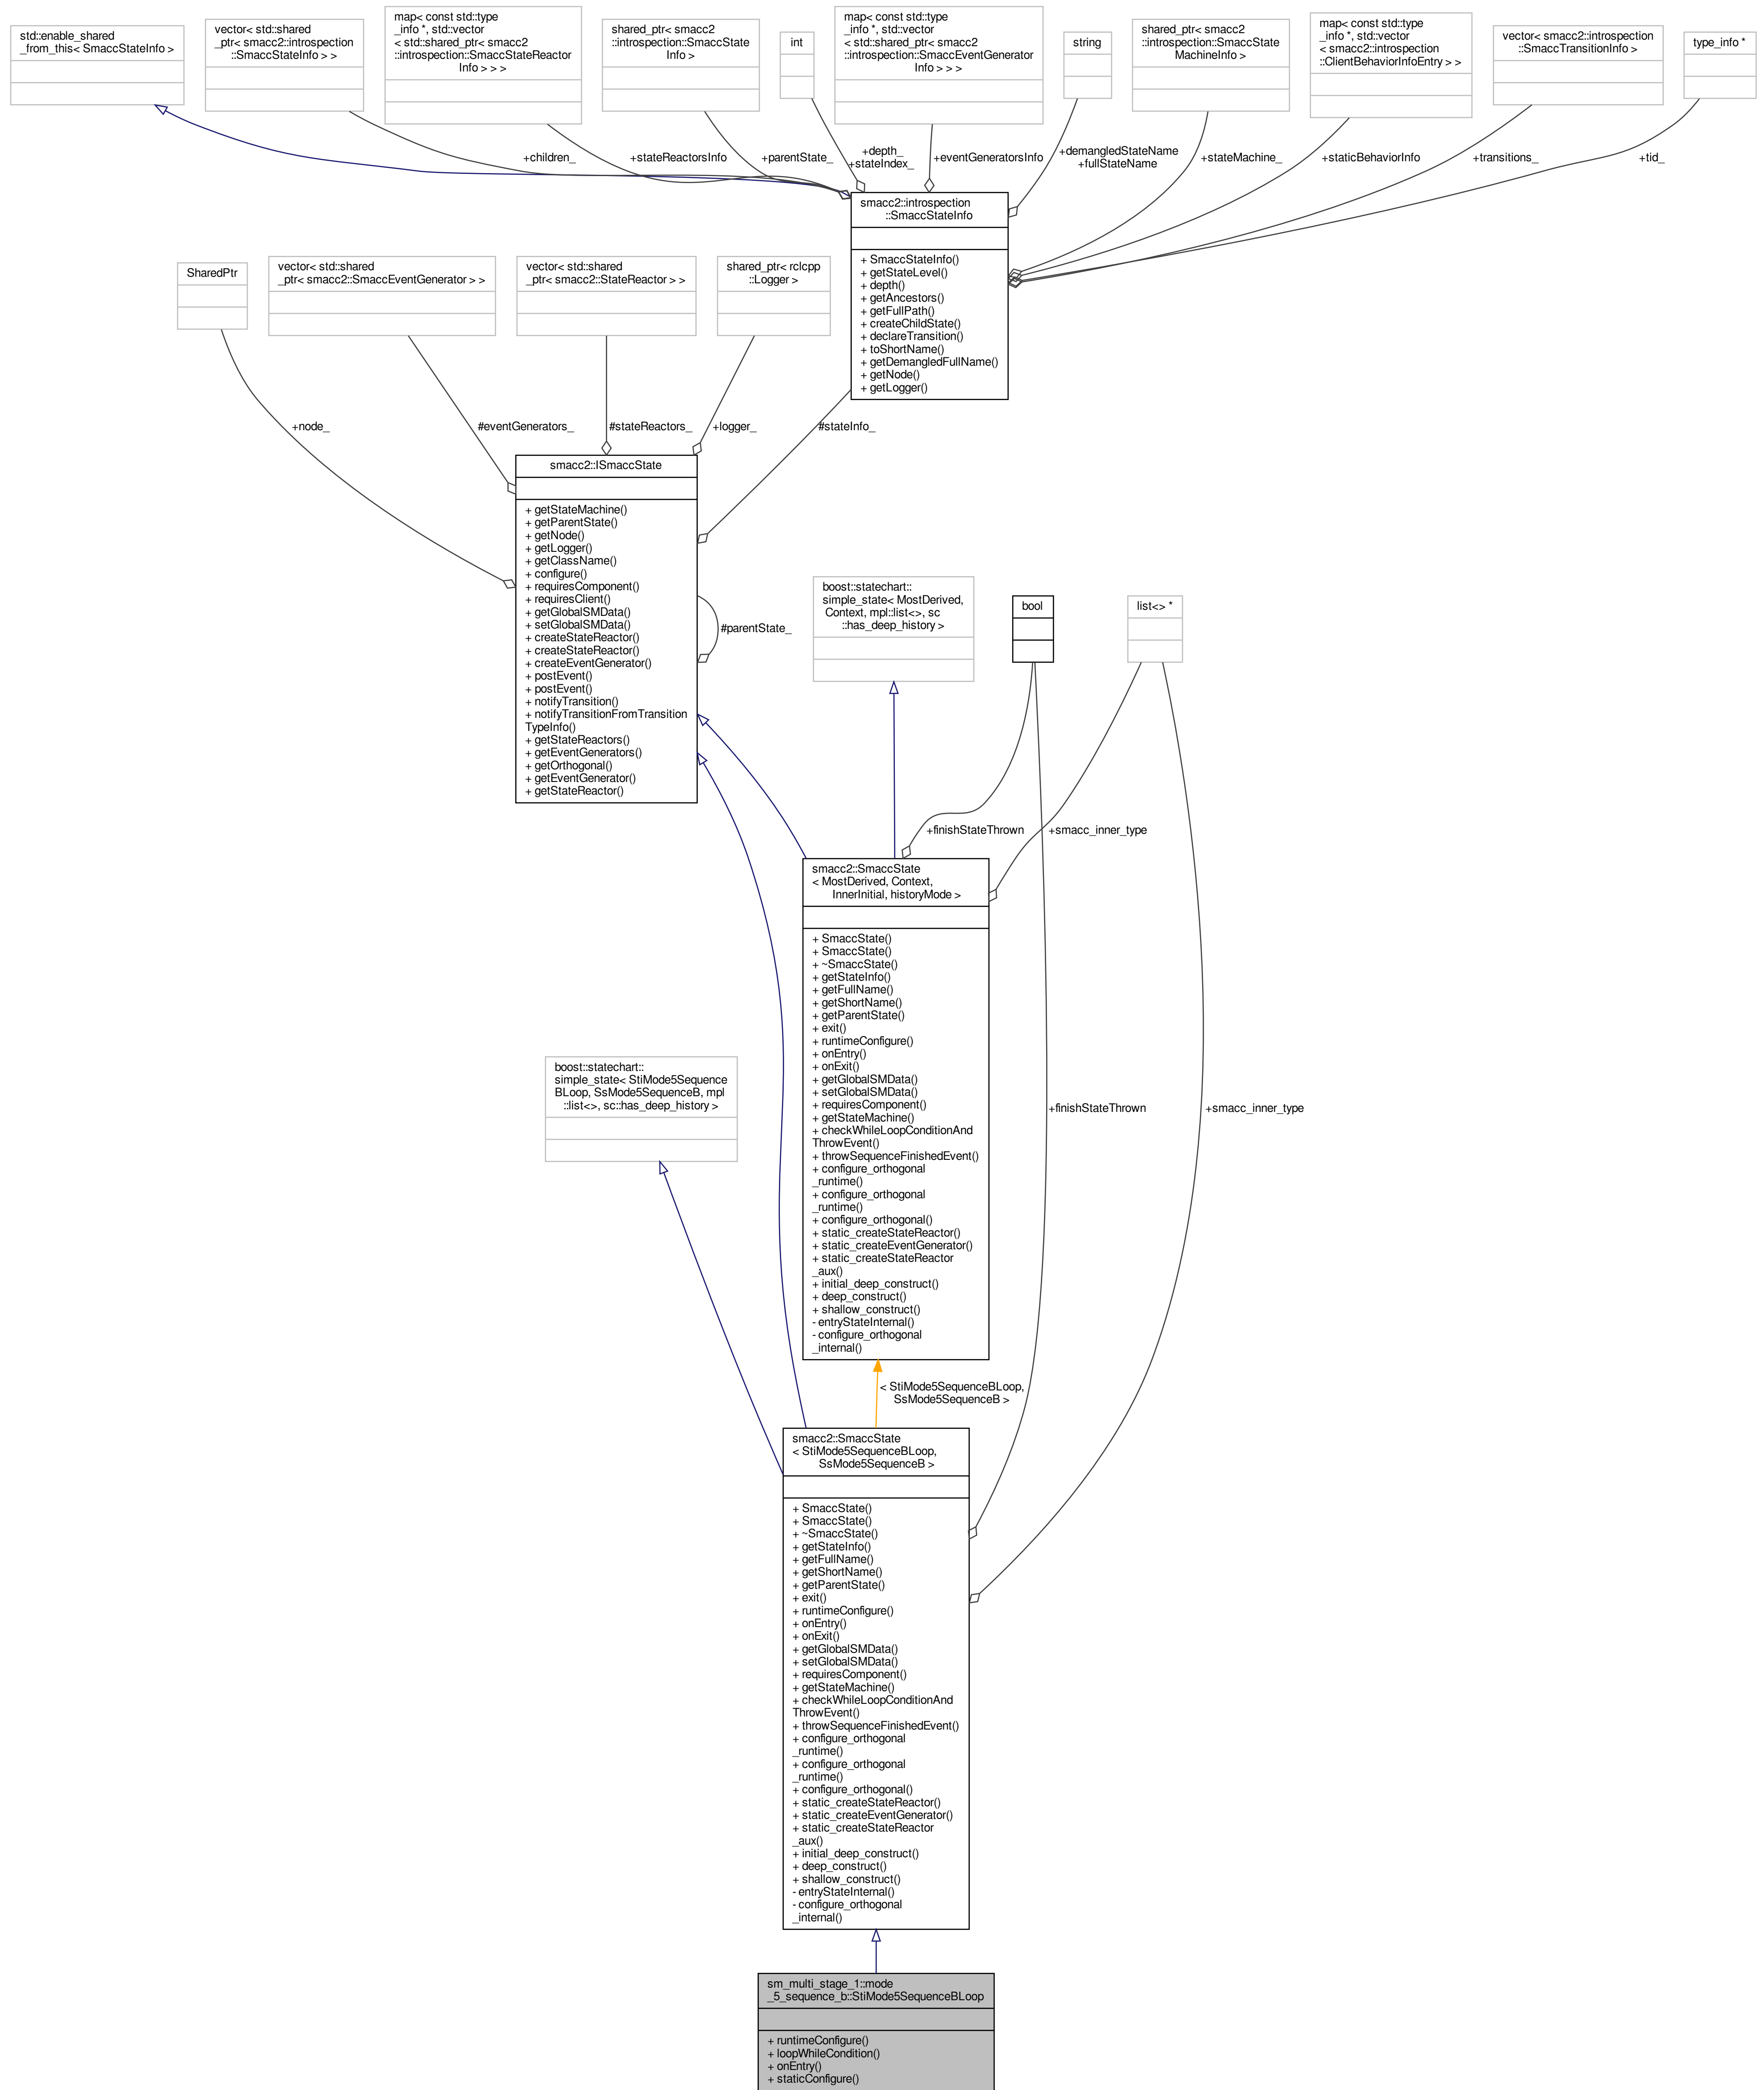 std::enable_shared
_from_this< SmaccStateInfo >
vector< std::shared
_ptr< smacc2::introspection
::SmaccStateInfo > >
map< const std::type
_info *, std::vector
< std::shared_ptr< smacc2
::introspection::SmaccStateReactor
Info > > >
shared_ptr< smacc2
::introspection::SmaccState
Info >
int
map< const std::type
_info *, std::vector
< std::shared_ptr< smacc2
::introspection::SmaccEventGenerator
Info > > >
string
shared_ptr< smacc2
::introspection::SmaccState
MachineInfo >
map< const std::type
_info *, std::vector
< smacc2::introspection
::ClientBehaviorInfoEntry > >
vector< smacc2::introspection
::SmaccTransitionInfo >
type_info *
+children_
+stateReactorsInfo
+parentState_
+depth_
+stateIndex_
+eventGeneratorsInfo
+demangledStateName
+fullStateName
+stateMachine_
+staticBehaviorInfo
+transitions_
+tid_
smacc2::introspection
::SmaccStateInfo
+ SmaccStateInfo()
+ getStateLevel()
+ depth()
+ getAncestors()
+ getFullPath()
+ createChildState()
+ declareTransition()
+ toShortName()
+ getDemangledFullName()
+ getNode()
+ getLogger()
SharedPtr
vector< std::shared
_ptr< smacc2::SmaccEventGenerator > >
vector< std::shared
_ptr< smacc2::StateReactor > >
shared_ptr< rclcpp
::Logger >
+node_
#eventGenerators_
#stateReactors_
+logger_
#stateInfo_
smacc2::ISmaccState
+ getStateMachine()
+ getParentState()
+ getNode()
+ getLogger()
+ getClassName()
+ configure()
+ requiresComponent()
+ requiresClient()
+ getGlobalSMData()
+ setGlobalSMData()
+ createStateReactor()
+ createStateReactor()
+ createEventGenerator()
+ postEvent()
+ postEvent()
+ notifyTransition()
+ notifyTransitionFromTransition
TypeInfo()
+ getStateReactors()
+ getEventGenerators()
+ getOrthogonal()
+ getEventGenerator()
+ getStateReactor()
#parentState_
boost::statechart::
simple_state< MostDerived,
Context, mpl::list<>, sc
::has_deep_history >
bool
list<> *
+finishStateThrown
+smacc_inner_type
smacc2::SmaccState
< MostDerived, Context,
InnerInitial, historyMode >
+ SmaccState()
+ SmaccState()
+ ~SmaccState()
+ getStateInfo()
+ getFullName()
+ getShortName()
+ getParentState()
+ exit()
+ runtimeConfigure()
+ onEntry()
+ onExit()
+ getGlobalSMData()
+ setGlobalSMData()
+ requiresComponent()
+ getStateMachine()
+ checkWhileLoopConditionAnd
ThrowEvent()
+ throwSequenceFinishedEvent()
+ configure_orthogonal
_runtime()
+ configure_orthogonal
_runtime()
+ configure_orthogonal()
+ static_createStateReactor()
+ static_createEventGenerator()
+ static_createStateReactor
_aux()
+ initial_deep_construct()
+ deep_construct()
+ shallow_construct()
- entryStateInternal()
- configure_orthogonal
_internal()
boost::statechart::
simple_state< StiMode5Sequence
BLoop, SsMode5SequenceB, mpl
::list<>, sc::has_deep_history >
+finishStateThrown
+smacc_inner_type
< StiMode5SequenceBLoop,
SsMode5SequenceB >
smacc2::SmaccState
< StiMode5SequenceBLoop,
SsMode5SequenceB >
+ SmaccState()
+ SmaccState()
+ ~SmaccState()
+ getStateInfo()
+ getFullName()
+ getShortName()
+ getParentState()
+ exit()
+ runtimeConfigure()
+ onEntry()
+ onExit()
+ getGlobalSMData()
+ setGlobalSMData()
+ requiresComponent()
+ getStateMachine()
+ checkWhileLoopConditionAnd
ThrowEvent()
+ throwSequenceFinishedEvent()
+ configure_orthogonal
_runtime()
+ configure_orthogonal
_runtime()
+ configure_orthogonal()
+ static_createStateReactor()
+ static_createEventGenerator()
+ static_createStateReactor
_aux()
+ initial_deep_construct()
+ deep_construct()
+ shallow_construct()
- entryStateInternal()
- configure_orthogonal
_internal()
sm_multi_stage_1::mode
_5_sequence_b::StiMode5SequenceBLoop
+ runtimeConfigure()
+ loopWhileCondition()
+ onEntry()
+ staticConfigure()